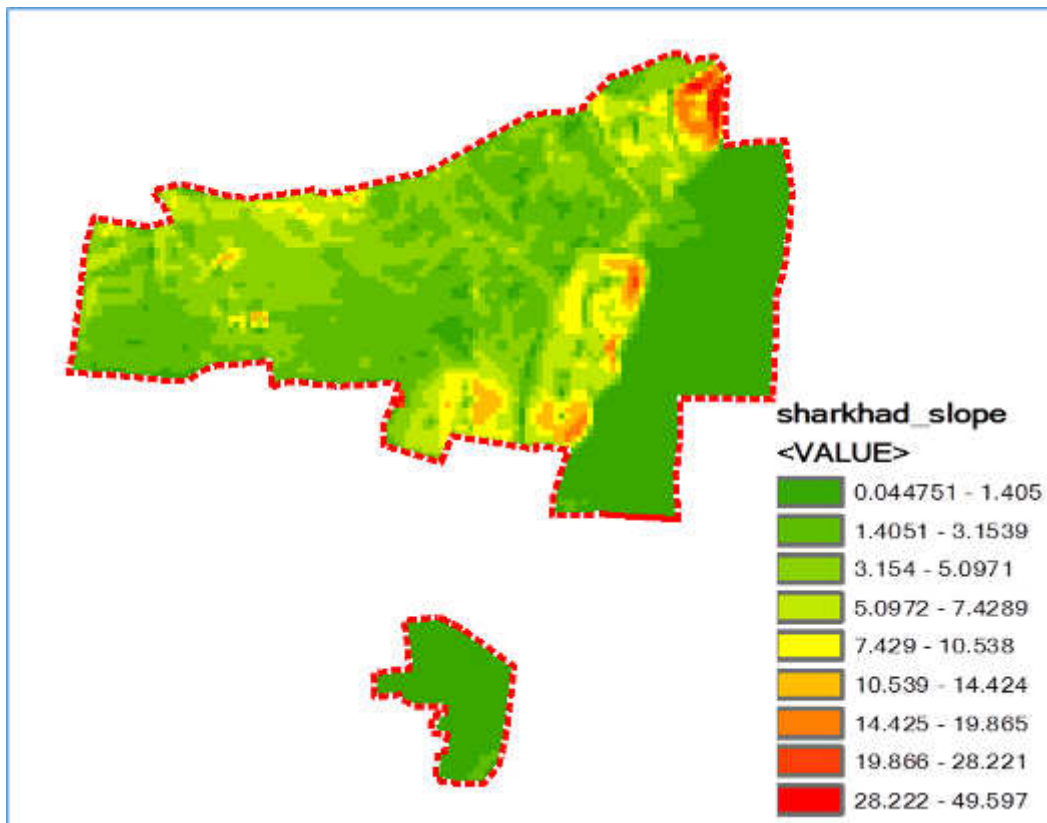 sharkhad_slope
<VALUE>
0.044751 - 1.405
1.4051 - 3.1539
3.154 - 5.0971
5.0972 - 7.4289
7.429 - 10.538
10.539 - 14.424
14.425 - 19.865
19.866 - 28.221
28.222 - 49.597